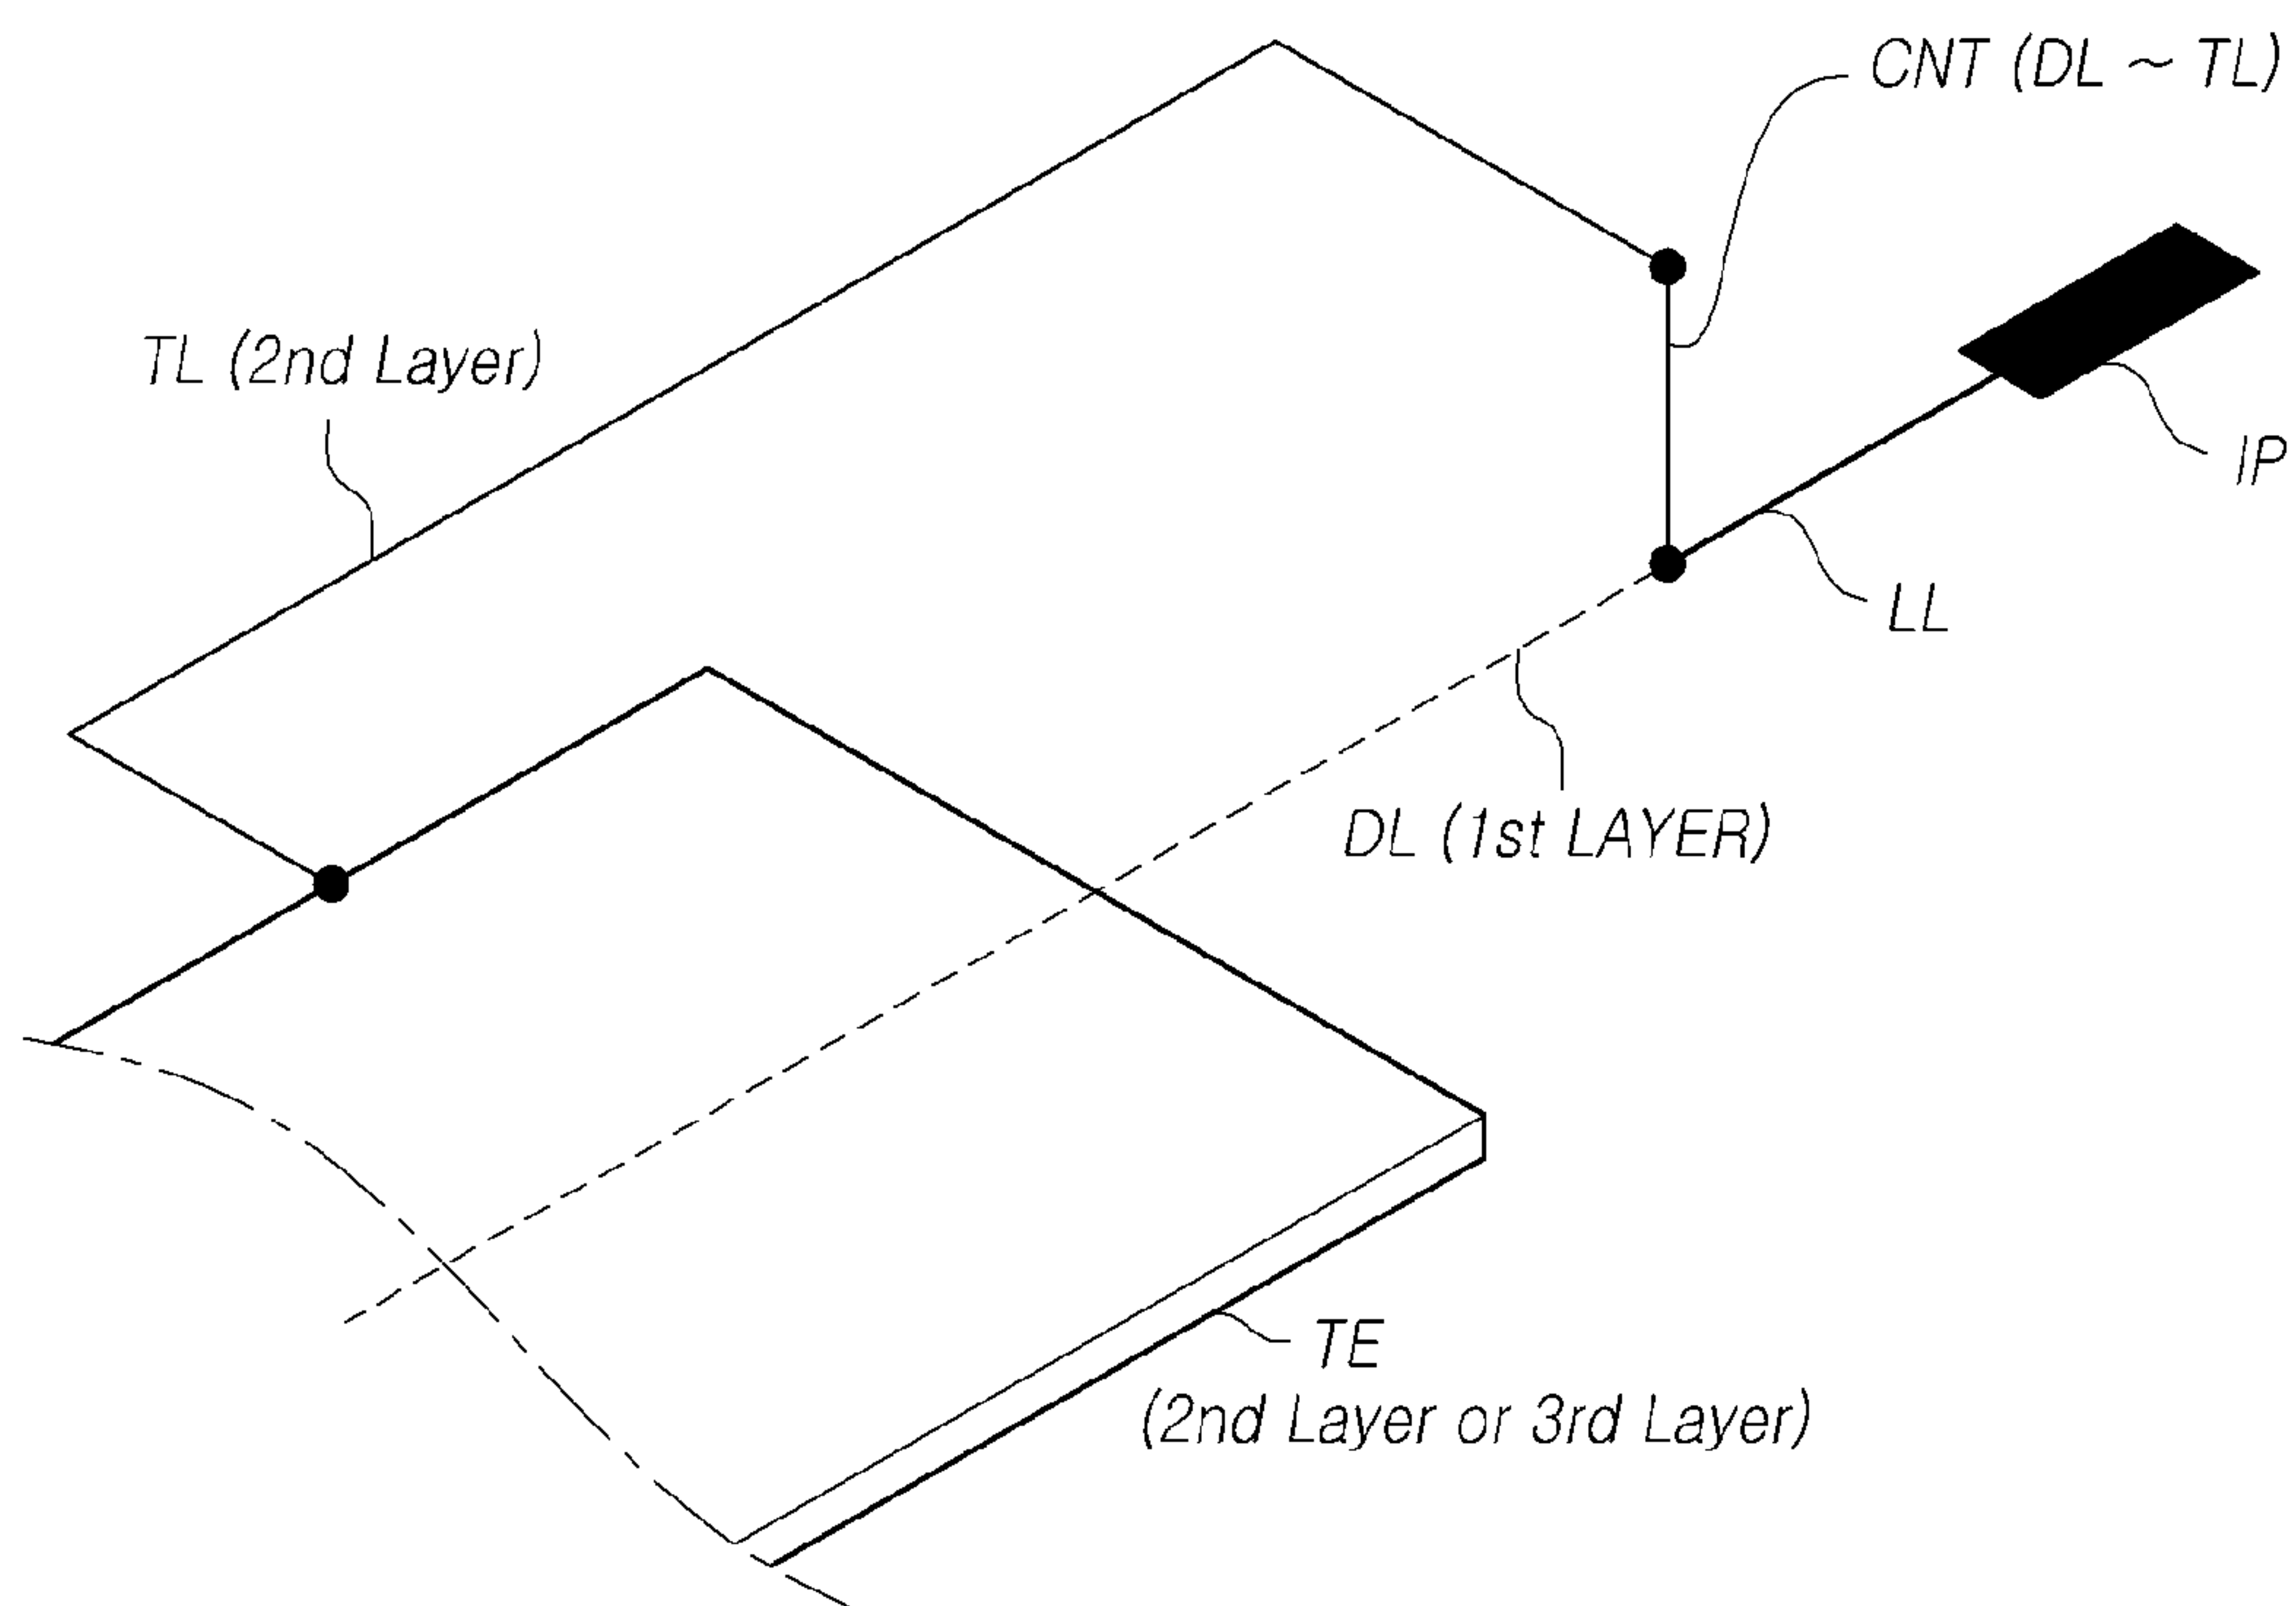 CNT (DL ~ TL)
TL (2nd Layer)
IP
LL
DL (1st LAYER)
TE
(2nd Layer or 3rd Layer)